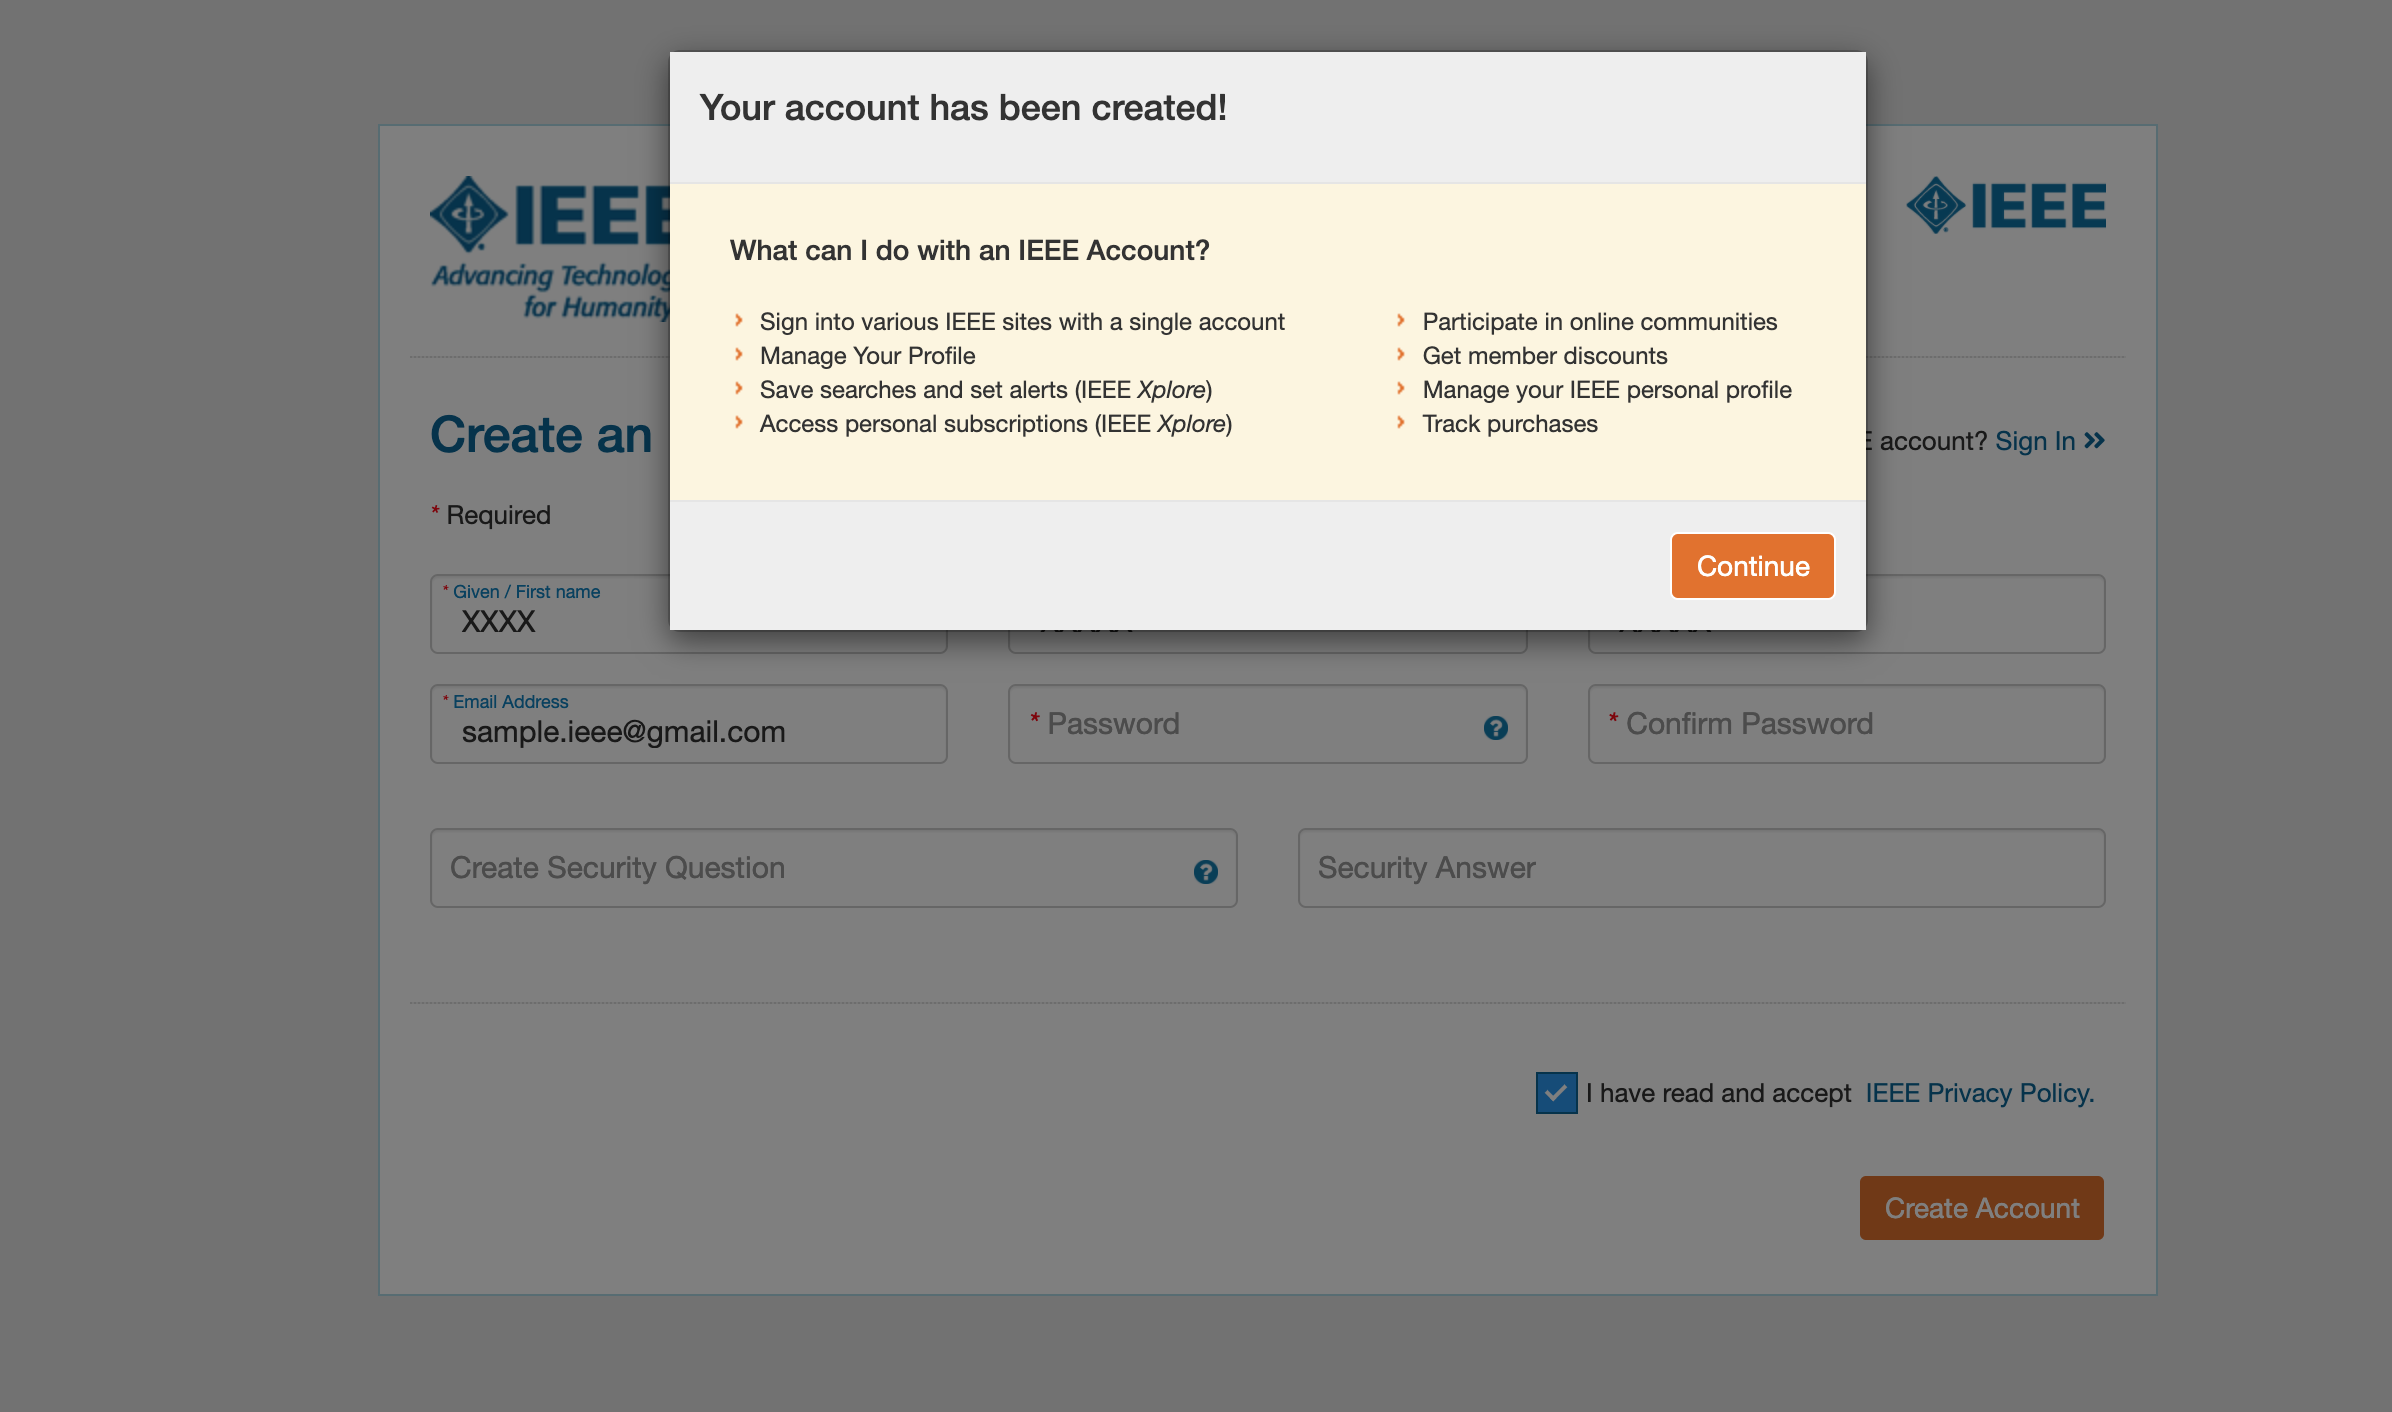 Your account has been created!
What can I do with an IEEE Account?
Sign into various IEEE sites with a single account
Manage Your Profile
Save searches and set alerts (IEEE Xplore)
Access personal subscriptions (IEEE Xplore)
Participate in online communities
Get member discounts
Manage your IEEE personal profile
Track purchases
Continue
IEEE
Advancing Technolog
for Humanity
IEEE
Create an
account? Sign In »
* Required
* Given / First name
XXXX
* Email Address
sample.ieee@gmail.com
* Password ?
* Confirm Password
Create Security Question ?
Security Answer
I have read and accept IEEE Privacy Policy.
Create Account